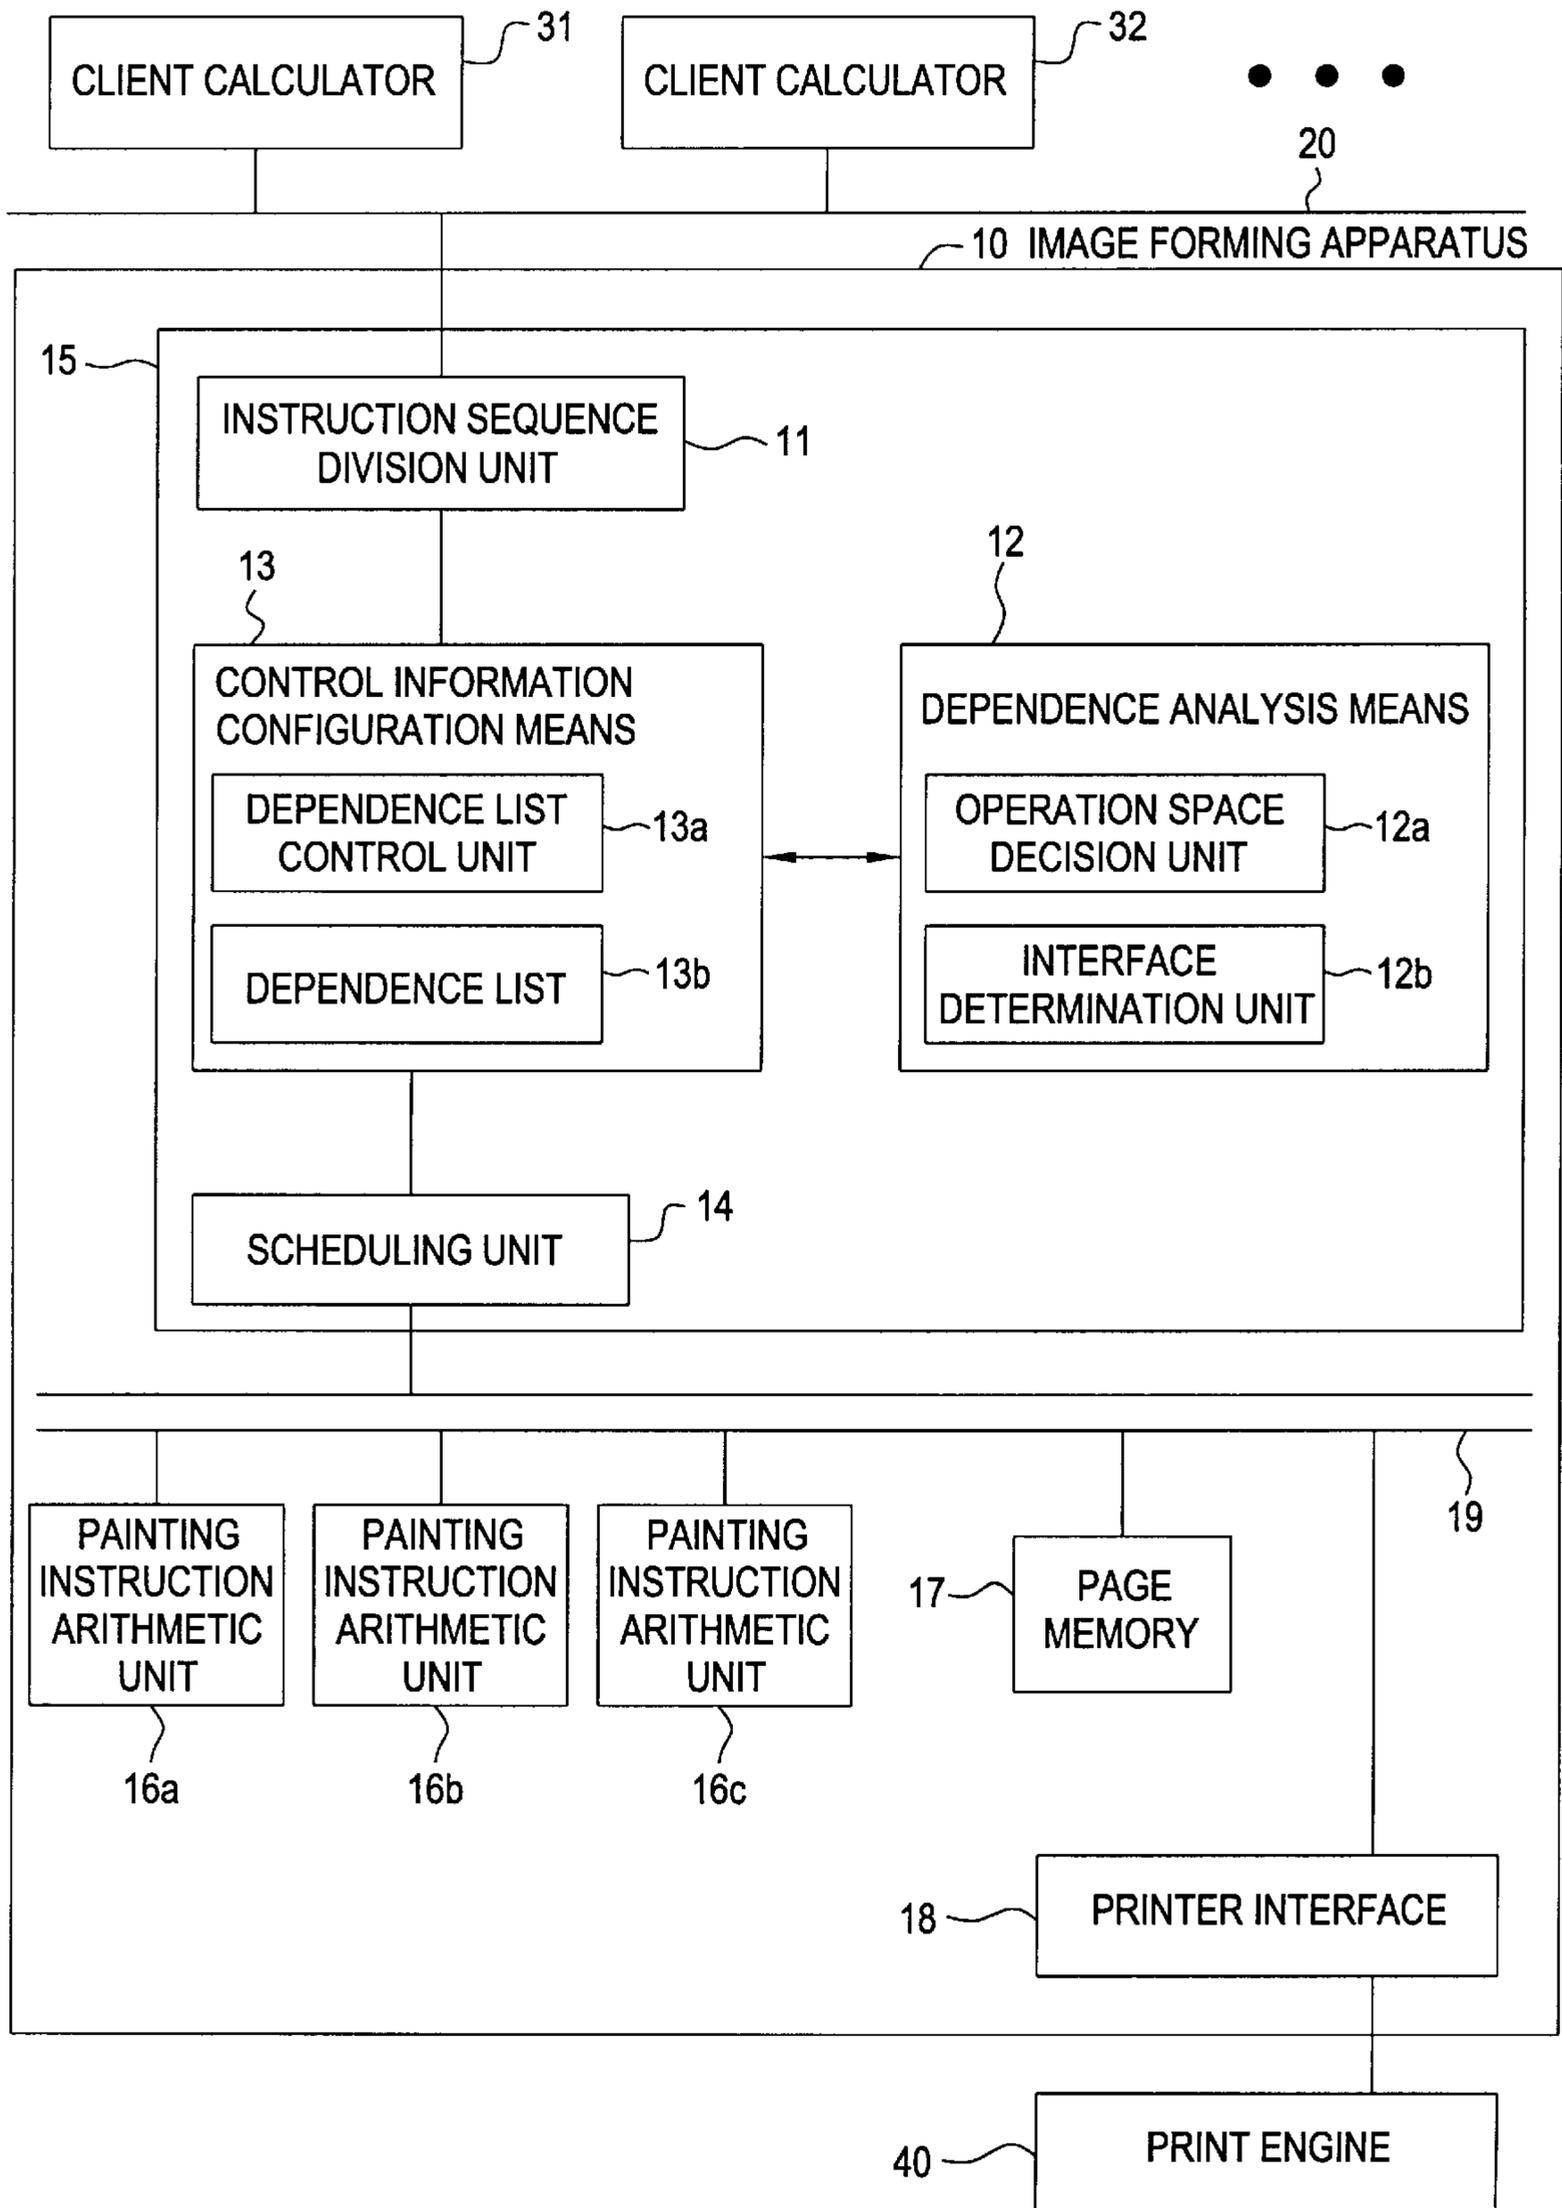 31
CLIENT CALCULATOR
32
CLIENT CALCULATOR
20
10 IMAGE FORMING APPARATUS
15
INSTRUCTION SEQUENCE
DIVISION UNIT
11
13
CONTROL INFORMATION
CONFIGURATION MEANS
DEPENDENCE LIST
CONTROL UNIT
13a
DEPENDENCE LIST
13b
12
DEPENDENCE ANALYSIS MEANS
OPERATION SPACE
DECISION UNIT
12a
INTERFACE
DETERMINATION UNIT
12b
14
SCHEDULING UNIT
19
PAINTING
INSTRUCTION
ARITHMETIC
UNIT
16a
PAINTING
INSTRUCTION
ARITHMETIC
UNIT
16b
PAINTING
INSTRUCTION
ARITHMETIC
UNIT
16c
17
PAGE
MEMORY
18
PRINTER INTERFACE
40
PRINT ENGINE